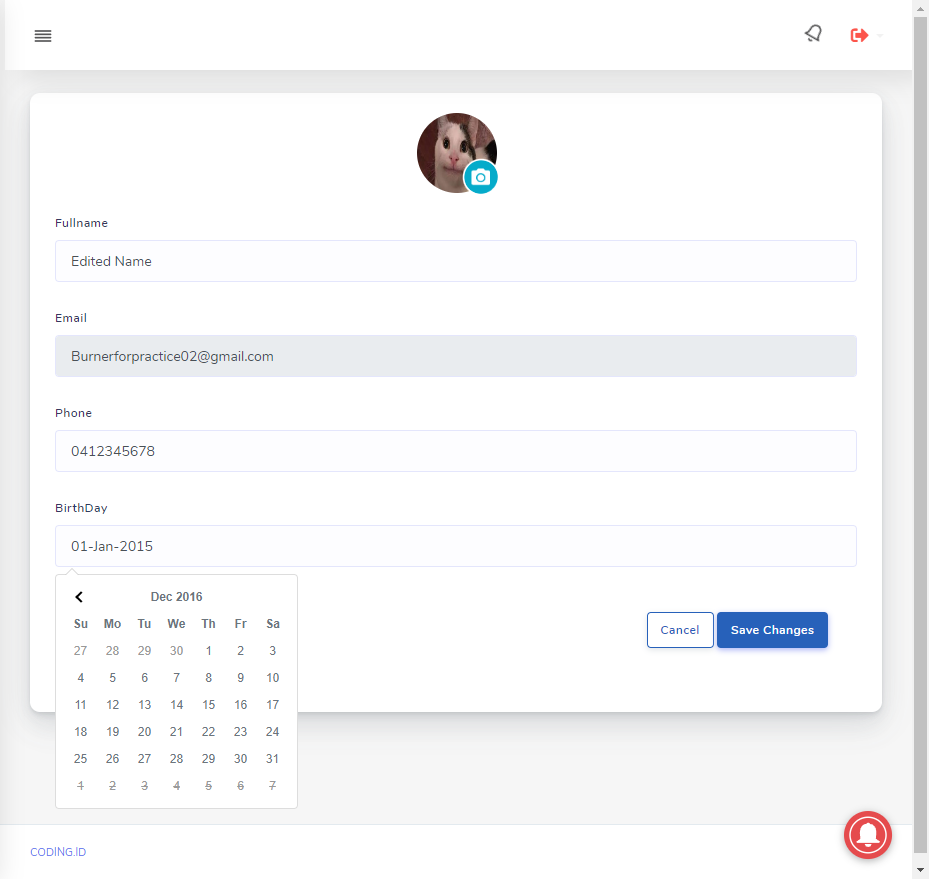 Fullname
Edited Name
Email
Burnerforpractice02@gmail.com
Phone
0412345678
BirthDay
01-Jan-2015
Dec 2016
Su Mo Tu We Th Fr Sa
27 28 29 30 1 2 3
4 5 6 7 8 9 10
11 12 13 14 15 16 17
18 19 20 21 22 23 24
25 26 27 28 29 30 31
1 2 3 4 5 6 7
Cancel Save Changes
CODING.ID